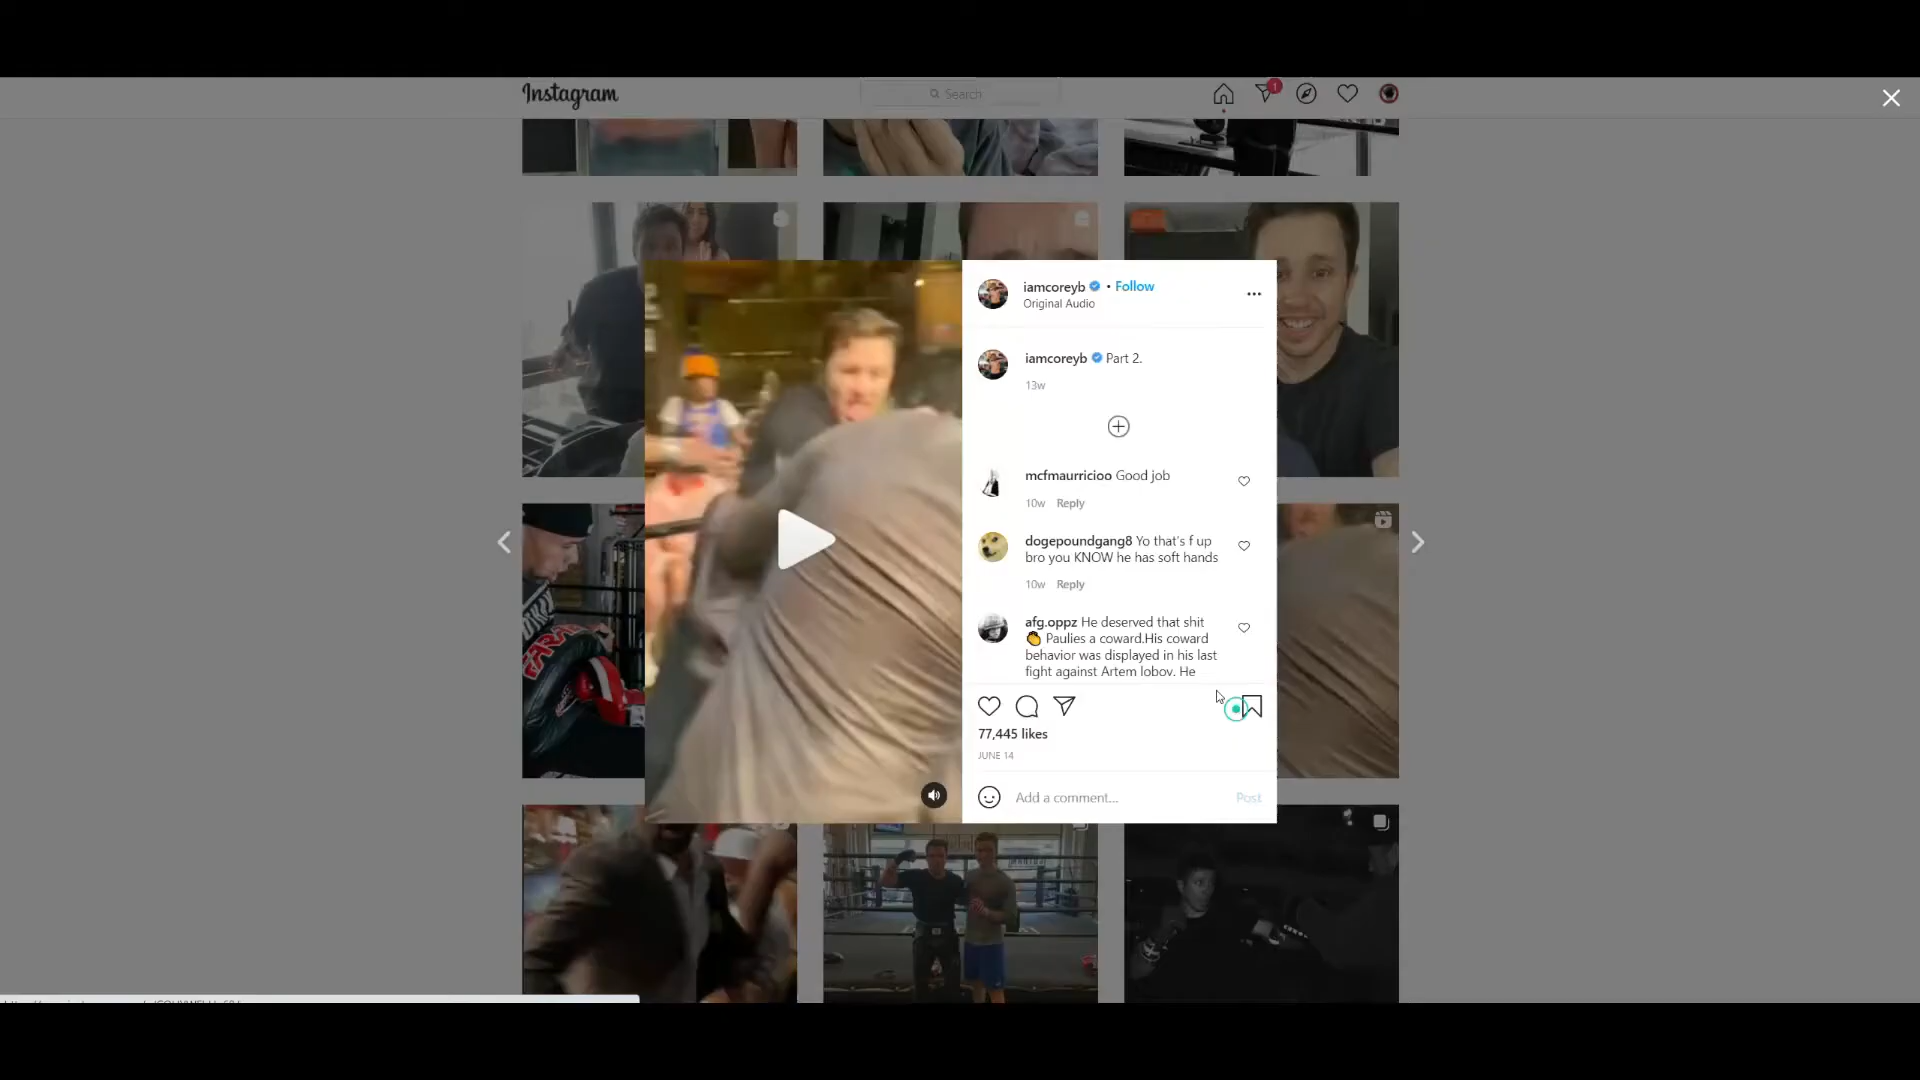 Instagram
Search
1
iamcoreyb • Follow
Original Audio
iamcoreyb Part 2.
13w
mcfmaurricioo Good job
10w Reply
dogepoundgang8 Yo that's f up
bro you KNOW he has soft hands
10w Reply
afg.oppz He deserved that shit
👏 Paulies a coward.His coward
behavior was displayed in his last
fight against Artem lobov. He
77,445 likes
JUNE 14
Add a comment...
Post